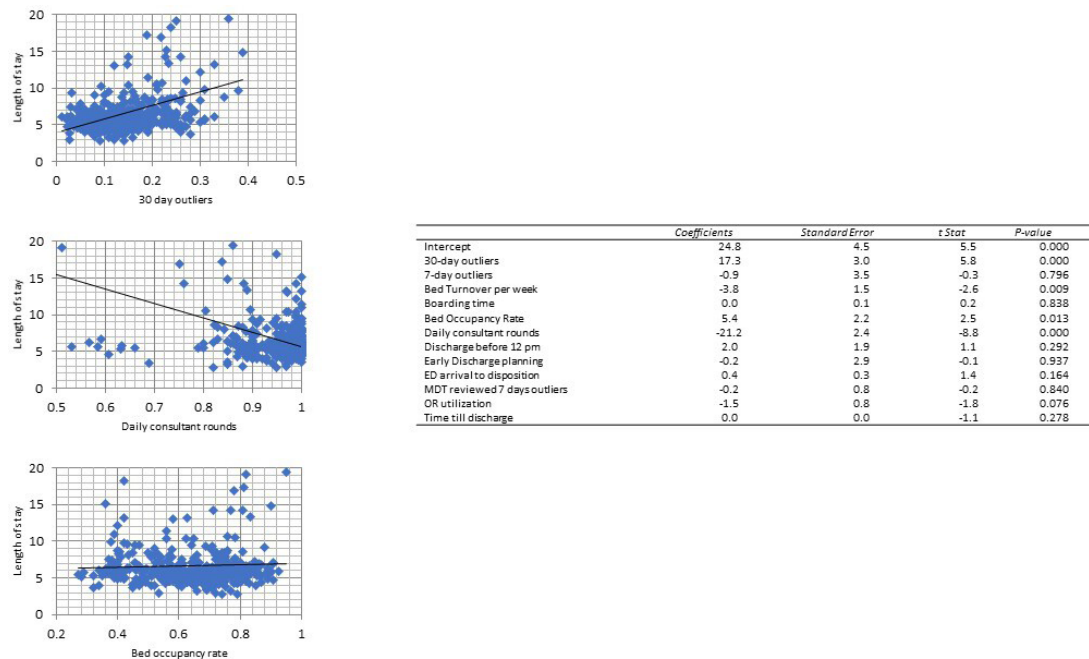 20
15
10
5
0
Length of stay
0 0.1 0.2 0.3 0.4 0.5
30 day outliers
20
15
10
5
0
Length of stay
0.5 0.6 0.7 0.8 0.9 1
Daily consultant rounds
20
15
10
5
0
Length of stay
0.2 0.4 0.6 0.8 1
Bed occupancy rate
Coefficients Standard Error t Stat P-value
Intercept 24.8 4.5 5.5 0.000
30-day outliers 17.3 3.0 5.8 0.000
7-day outliers -0.9 3.5 -0.3 0.796
Bed Turnover per week -3.8 1.5 -2.6 0.009
Boarding time 0.0 0.1 0.2 0.838
Bed Occupancy Rate 5.4 2.2 2.5 0.013
Daily consultant rounds -21.2 2.4 -8.8 0.000
Discharge before 12 pm 2.0 1.9 1.1 0.292
Early Discharge planning -0.2 2.9 -0.1 0.937
ED arrival to disposition 0.4 0.3 1.4 0.164
MDT reviewed 7 days outliers -0.2 0.8 -0.2 0.840
OR utilization -1.5 0.8 -1.8 0.076
Time till discharge 0.0 0.0 -1.1 0.278